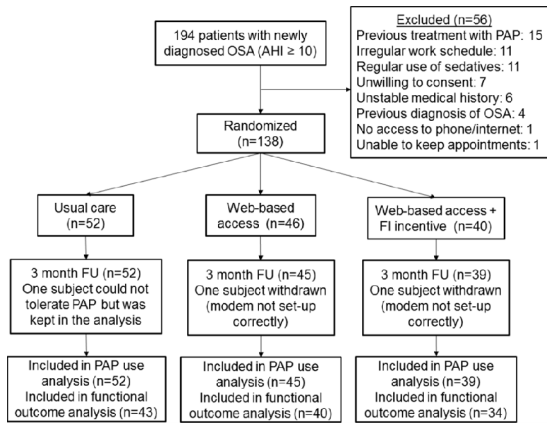 194 patients with newly
diagnosed OSA (AHI ≥ 10)
Excluded (n=56)
Previous treatment with PAP: 15
Irregular work schedule: 11
Regular use of sedatives: 11
Unwilling to consent: 7
Unstable medical history: 6
Previous diagnosis of OSA: 4
No access to phone/internet: 1
Unable to keep appointments: 1
Randomized
(n=138)
Usual care
(n=52)
Web-based
access (n=46)
Web-based access +
FI incentive (n=40)
3 month FU (n=52)
One subject could not
tolerate PAP but was
kept in the analysis
3 month FU (n=45)
One subject withdrawn
(modem not set-up
correctly)
3 month FU (n=39)
One subject withdrawn
(modem not set-up
correctly)
Included in PAP use
analysis (n=52)
Included in functional
outcome analysis (n=43)
Included in PAP use
analysis (n=45)
Included in functional
outcome analysis (n=40)
Included in PAP use
analysis (n=39)
Included in functional
outcome analysis (n=34)